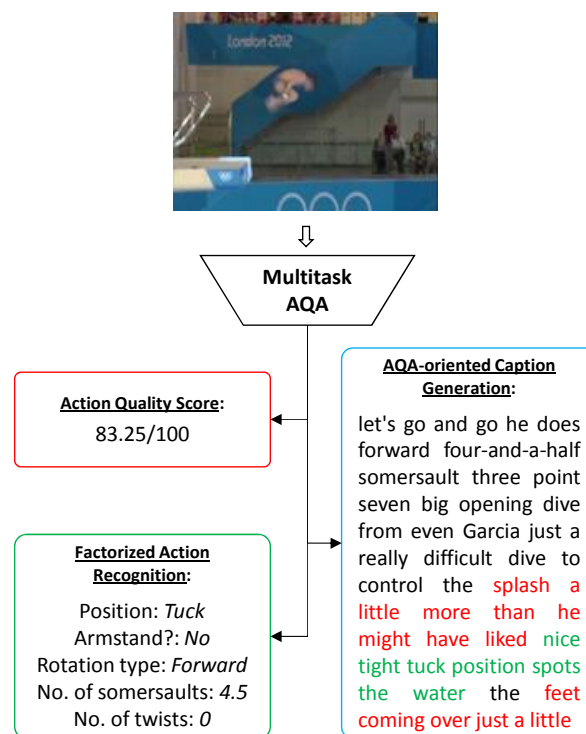 London 2012
Multitask
AQA
Action Quality Score:
83.25/100
Factorized Action
Recognition:
Position: Tuck
Armstand?: No
Rotation type: Forward
No. of somersaults: 4.5
No. of twists: 0
AQA-oriented Caption
Generation:
let's go and go he does
forward four-and-a-half
somersault three point
seven big opening dive
from even Garcia just a
really difficult dive to
control the splash a
little more than he
might have liked nice
tight tuck position spots
the water the feet
coming over just a little